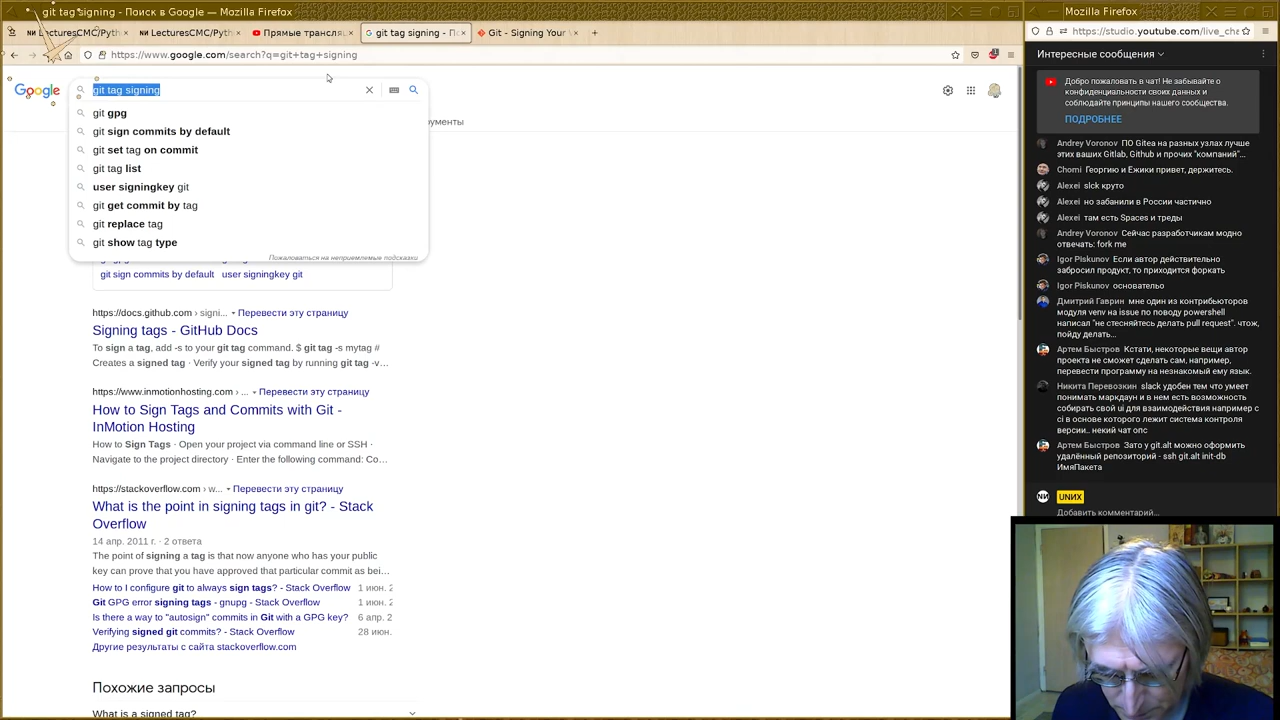 git tag signing - Поиск в Google — Mozilla Firefox
LecturesCMC/Pyth
LecturesCMC/Pyth
Прямые трансляц
git tag signing - По
Git - Signing Your W
https://www.google.com/search?q=git+tag+signing
Google
git tag signing
git gpg
git sign commits by default
git set tag on commit
git tag list
user signingkey git
git get commit by tag
git replace tag
git show tag type
Пожаловаться на неприемлемые подсказки
git sign commits by default user signingkey git
https://docs.github.com › signi... Перевести эту страницу
Signing tags - GitHub Docs
To sign a tag, add -s to your git tag command. $ git tag -s mytag #
Creates a signed tag · Verify your signed tag by running git tag -v…
https://www.inmotionhosting.com › ... Перевести эту страницу
How to Sign Tags and Commits with Git -
InMotion Hosting
How to Sign Tags · Open your project via command line or SSH ·
Navigate to the project directory · Enter the following command: Co…
https://stackoverflow.com › w... Перевести эту страницу
What is the point in signing tags in git? - Stack
Overflow
14 апр. 2011 г. · 2 ответа
The point of signing a tag is that now anyone who has your public
key can prove that you have approved that particular commit as bei…
How to I configure git to always sign tags? - Stack Overflow 1 июн. 2
Git GPG error signing tags - gnupg - Stack Overflow 1 июн. 2
Is there a way to "autosign" commits in Git with a GPG key? 6 апр. 2
Verifying signed git commits? - Stack Overflow 28 июн.
Другие результаты с сайта stackoverflow.com
Похожие запросы
What is a signed tag?
Mozilla Firefox
https://studio.youtube.com/live_cha
Интересные сообщения
Добро пожаловать в чат! Не забывайте о
конфиденциальности своих данных и
соблюдайте принципы нашего сообщества.
ПОДРОБНЕЕ
Andrey Voronov ПО Gitea на разных узлах лучше
этих ваших Gitlab, Github и прочих "компаний"...
Chomi Георгию и Ежики привет, держитесь.
Alexei slck круто
Alexei но забанили в России частично
Alexei там есть Spaces и треды
Andrey Voronov Сейчас разработчикам модно
отвечать: fork me
Igor Piskunov Если автор действительно
забросил продукт, то приходится форкать
Igor Piskunov основательо
Дмитрий Гаврин мне один из контрибьюторов
модуля venv на issue по поводу powershell
написал "не стесняйтесь делать pull request". чтож,
пойду делать...
Артем Быстров Кстати, некоторые вещи автор
проекта не сможет сделать сам, например,
перевести программу на незнакомый ему язык.
Никита Перевозкин slack удобен тем что умеет
понимать маркдаун и в нем есть возможность
собирать свой ui для взаимодействия например с
ci в основе которого лежит система контроля
версии.. некий чат опс
Артем Быстров Зато у git.alt можно оформить
удалённый репозиторий - ssh git.alt init-db
ИмяПакета
UNИX
Добавить комментарий...